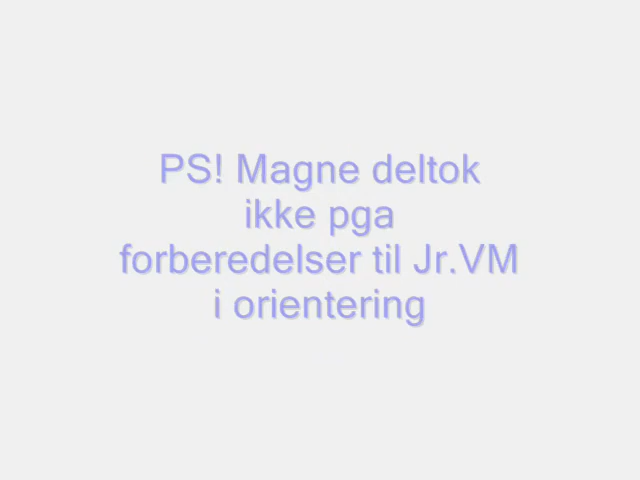 PS! Magne deltok
ikke pga
forberedelser til Jr.VM
i orientering